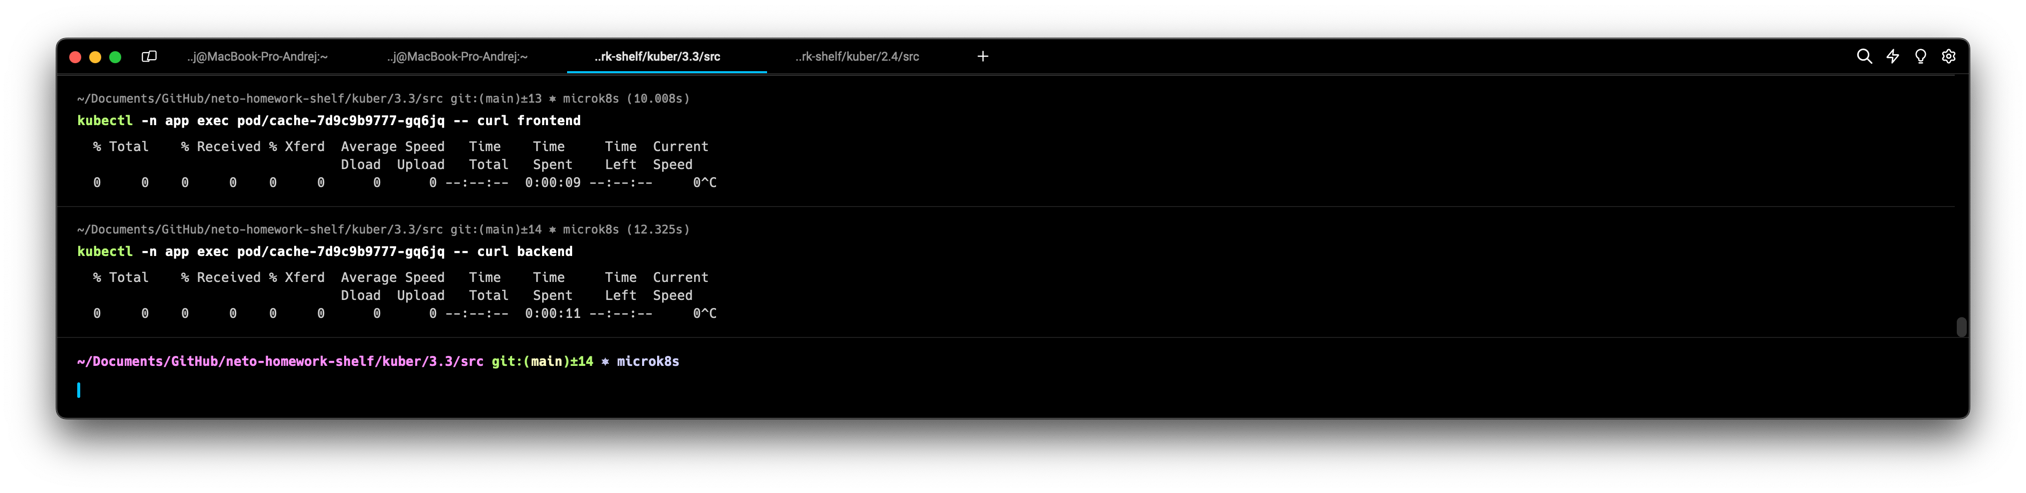 ..j@MacBook-Pro-Andrej:~ ..j@MacBook-Pro-Andrej:~ ..rk-shelf/kuber/3.3/src ..rk-shelf/kuber/2.4/src +
~/Documents/GitHub/neto-homework-shelf/kuber/3.3/src git:(main)±13 ⎈ microk8s (10.008s)
kubectl -n app exec pod/cache-7d9c9b9777-gq6jq -- curl frontend
  % Total    % Received % Xferd  Average Speed   Time    Time     Time  Current
                                 Dload  Upload   Total   Spent    Left  Speed
  0     0    0     0    0     0      0      0 --:--:--  0:00:09 --:--:--     0^C
~/Documents/GitHub/neto-homework-shelf/kuber/3.3/src git:(main)±14 ⎈ microk8s (12.325s)
kubectl -n app exec pod/cache-7d9c9b9777-gq6jq -- curl backend
  % Total    % Received % Xferd  Average Speed   Time    Time     Time  Current
                                 Dload  Upload   Total   Spent    Left  Speed
  0     0    0     0    0     0      0      0 --:--:--  0:00:11 --:--:--     0^C
~/Documents/GitHub/neto-homework-shelf/kuber/3.3/src git:(main)±14 ⎈ microk8s